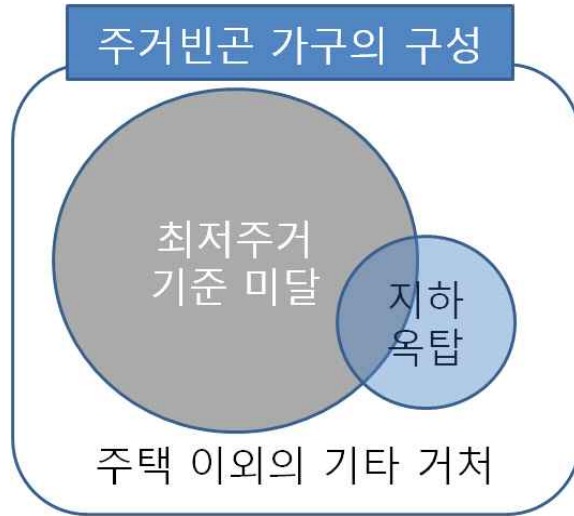 주거빈곤 가구의 구성
최저주거
기준 미달
지하
옥탑
주택 이외의 기타 거처